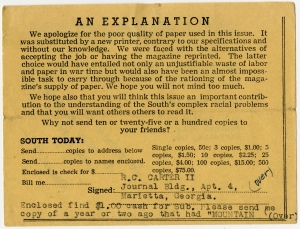 AN EXPLANATION
We apologize for the poor quality of paper used in this issue. It
was substituted by a new printer, contrary to our specifications and
without our knowledge. We were faced with the alternatives of
accepting the job or having the magazine reprinted. The latter
choice would have entailed not only an unjustifiable waste of labor
and paper in war time but would also have been an almost impos-
sible task to carry through because of the rationing of the mag-
azine's supply of paper. We hope you will not mind too much.
We hope also that you will think this issue an important contrib-
ution to the understanding of the South's complex racial problems
and that you will want others to read it.
Why not send ten or twenty-five or a hundred copies to
your friends?
SOUTH TODAY:
Send copies to address below
Send copies to names enclosed.
Enclosed is check for $
Bill me
Single copies, 50c; 3 copies, $1.00; 5
copies, $1.50; 10 copies, $2.25; 25
copies, $4.00; 100 copies, $15.00; 500
copies, $75.00.
R.C. CARTER II
Signed: Journal Bldg., Apt. 4,
Marietta, Georgia.
(over)
Enclosed find $1.00 cash for Sub. Please send me
copy of a year or two ago that had "MOUNTAIN (Over)